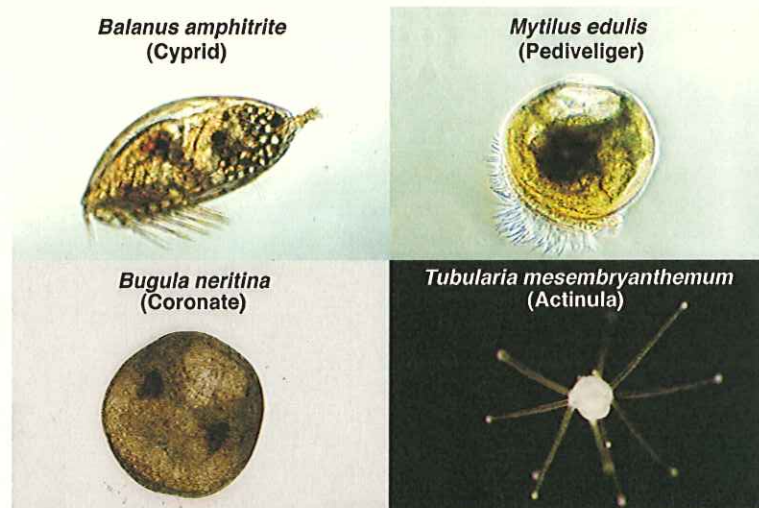 Balanus amphitrite
(Cyprid)
Mytilus edulis
(Pediveliger)
Bugula neritina
(Coronate)
Tubularia mesembryanthemum
(Actinula)